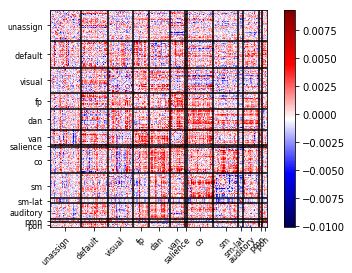 unassign
default
visual
fp
dan
van
salience
co
sm
sm-lat
auditory
pmn
pon
unassign
default
visual
fp
dan
van
salience
co
sm
sm-lat
auditory
0.0075
0.0050
0.0025
0.0000
−0.0025
−0.0050
−0.0075
−0.0100